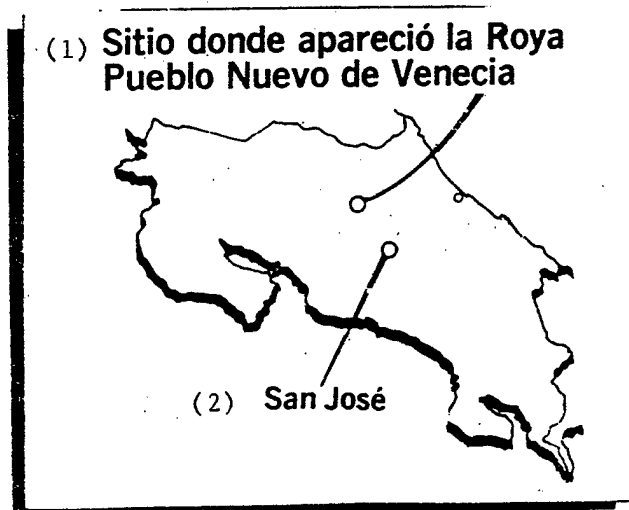 (1) Sitio donde apareció la Roya
Pueblo Nuevo de Venecia
(2) San José